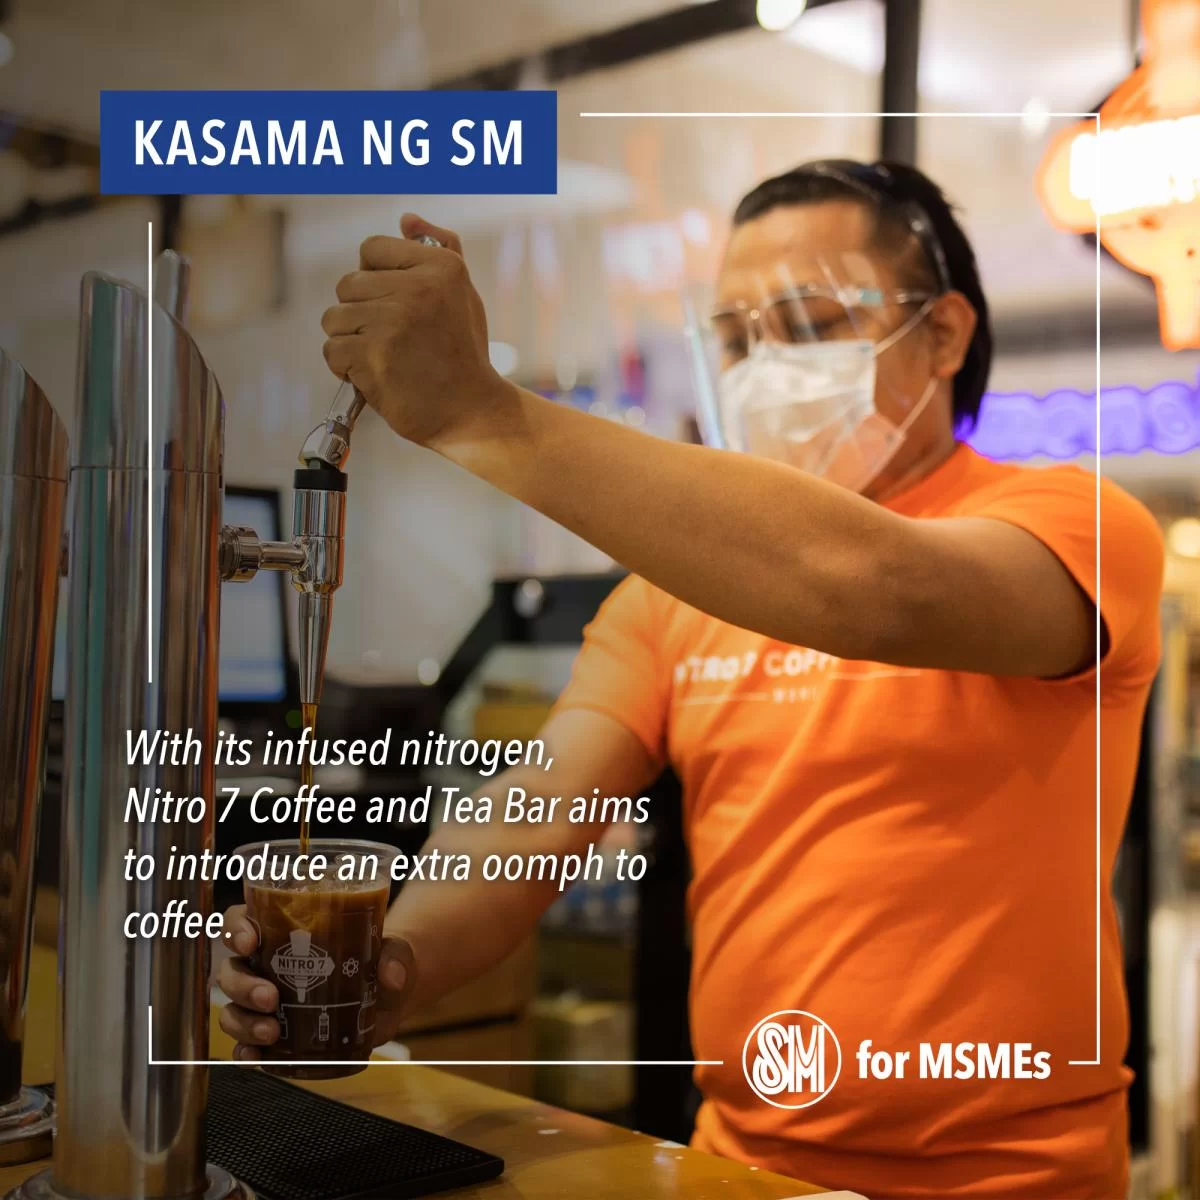 KASAMA NG SM
With its infused nitrogen,
Nitro 7 Coffee and Tea Bar aims
to introduce an extra oomph to
coffee.
NITRO 7
SM for MSMEs